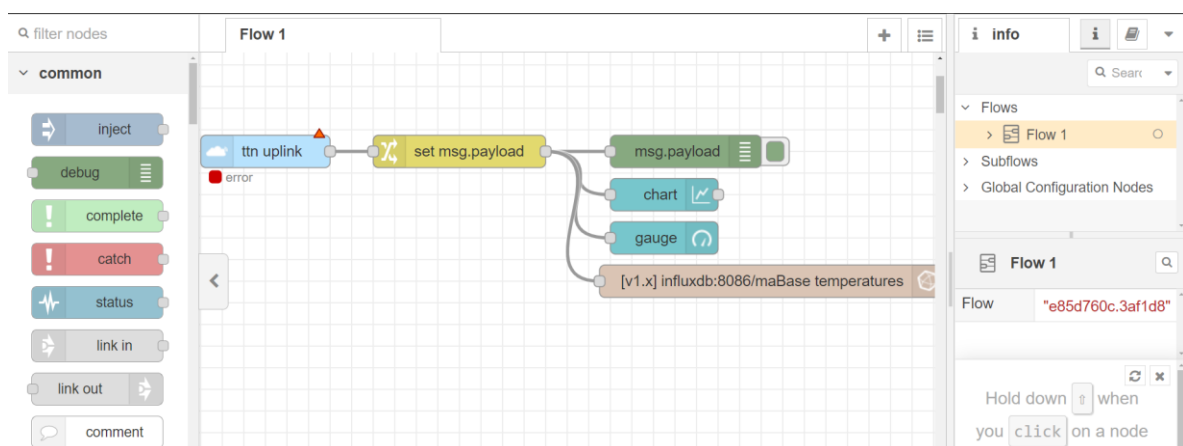 filter nodes
common
inject
debug
complete
catch
status
link in
link out
comment
Flow 1
ttn uplink
error
set msg.payload
msg.payload
chart
gauge
[v1.x] influxdb:8086/maBase temperatures
i info
i
Sear
Flows
Flow 1
Subflows
Global Configuration Nodes
Flow 1
Flow "e85d760c.3af1d8"
Hold down ⇧ when
you click on a node